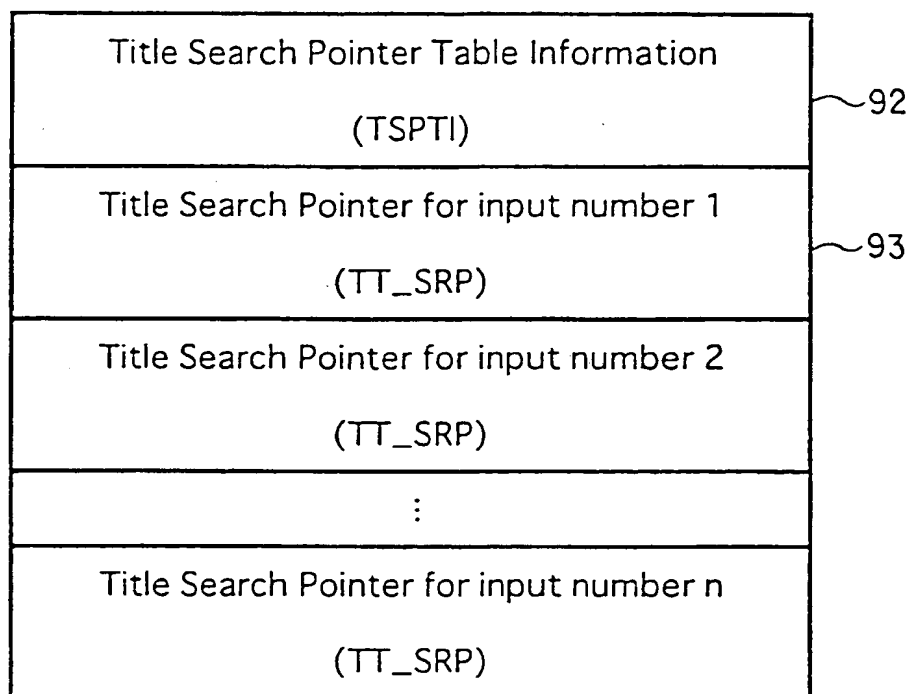 Title Search Pointer Table Information
(TSPTI)
92
Title Search Pointer for input number 1
(TT_SRP)
93
Title Search Pointer for input number 2
(TT_SRP)
⋮
Title Search Pointer for input number n
(TT_SRP)